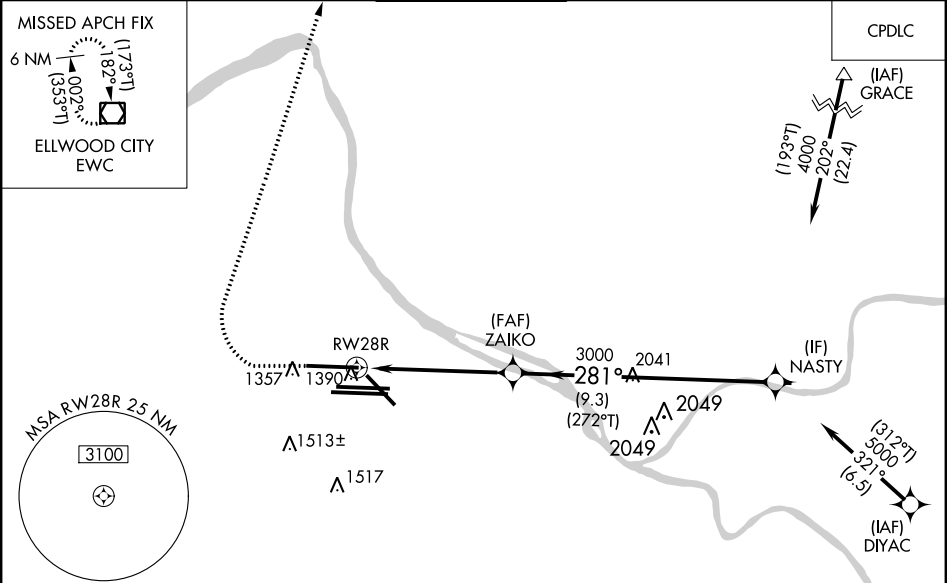 MISSED APCH FIX
6 NM
(173°T)
182°
002°
(353°T)
ELLWOOD CITY
EWC
CPDLC
(IAF)
GRACE
(193°T)
4000
202°
(22.4)
(FAF)
ZAIKO
RW28R
1357
1390
3000
281°
(9.3)
(272°T)
2041
(IF)
NASTY
2049
2049
1513±
1517
MSA RW28R 25 NM
3100
(312°T)
5000
321°
(6.5)
(IAF)
DIYAC